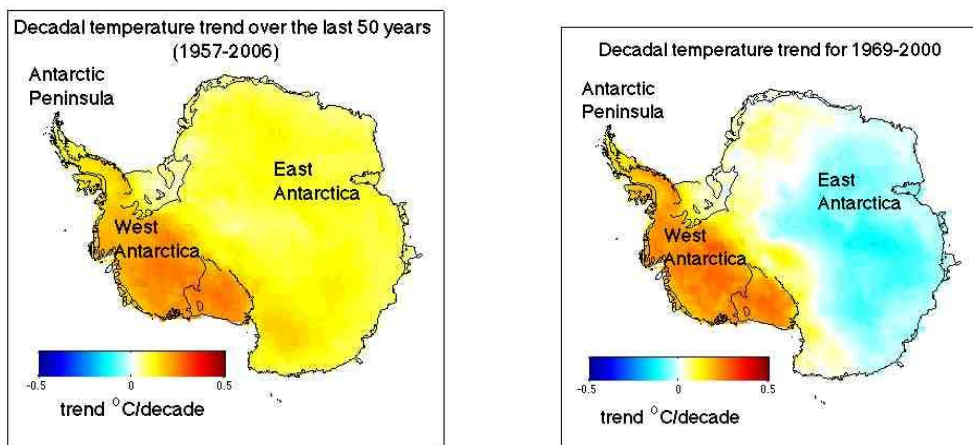 Decadal temperature trend over the last 50 years
(1957-2006)
Antarctic
Peninsula
East
Antarctica
West
Antarctica
-0.5 0 0.5
trend °C/decade
Decadal temperature trend for 1969-2000
Antarctic
Peninsula
East
Antarctica
West
Antarctica
-0.5 0 0.5
trend °C/decade